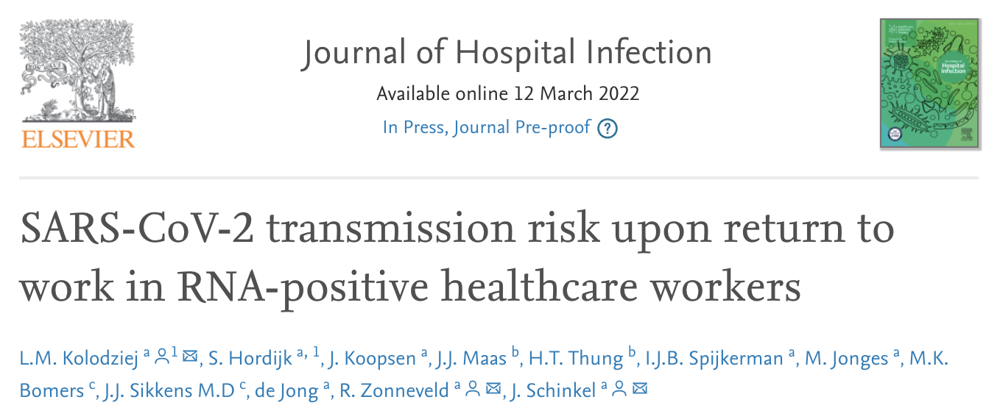 Journal of Hospital Infection
Available online 12 March 2022
In Press, Journal Pre-proof ?
ELSEVIER
Hospital
Infection
SARS-CoV-2 transmission risk upon return to
work in RNA-positive healthcare workers
L.M. Kolodziej a 1, S. Hordijk a, 1, J. Koopsen a, J.J. Maas b, H.T. Thung b, I.J.B. Spijkerman a, M. Jonges a, M.K.
Bomers c, J.J. Sikkens M.D c, de Jong a, R. Zonneveld a, J. Schinkel a